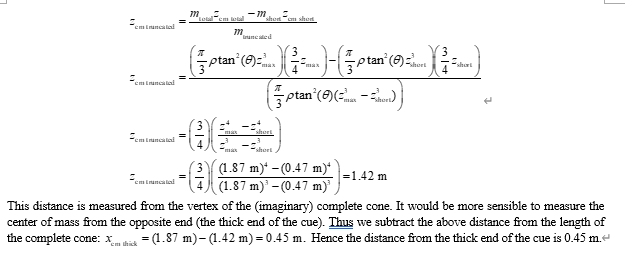 z_cm truncated = (m_total z_cm total − m_short z_cm short) / m_truncated
z_cm truncated = ((π/3 ρtan²(θ)z³_max)(3/4 z_max) − (π/3 ρtan²(θ)z³_short)(3/4 z_short)) / (π/3 ρtan²(θ)(z³_max − z³_short))
z_cm truncated = (3/4)((z⁴_max − z⁴_short) / (z³_max − z³_short))
z_cm truncated = (3/4)(((1.87 m)⁴ − (0.47 m)⁴) / ((1.87 m)³ − (0.47 m)³)) = 1.42 m
This distance is measured from the vertex of the (imaginary) complete cone. It would be more sensible to measure the
center of mass from the opposite end (the thick end of the cue). Thus we subtract the above distance from the length of
the complete cone: x_cm thick = (1.87 m) − (1.42 m) = 0.45 m. Hence the distance from the thick end of the cue is 0.45 m.